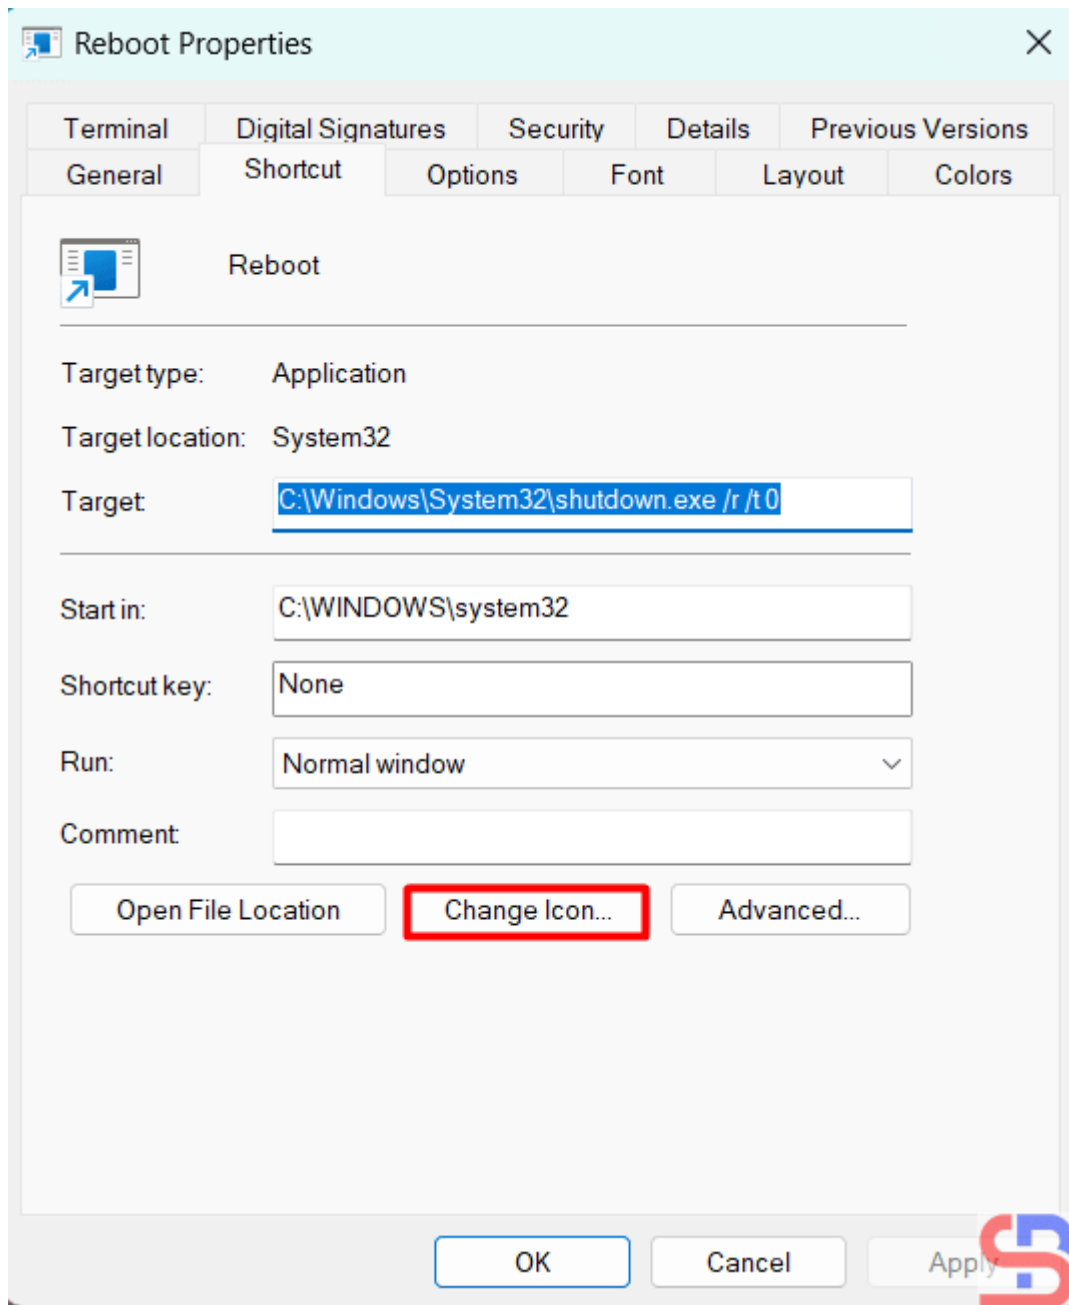 Reboot Properties
Terminal Digital Signatures Security Details Previous Versions
General Shortcut Options Font Layout Colors
Reboot
Target type: Application
Target location: System32
Target: C:\Windows\System32\shutdown.exe /r /t 0
Start in: C:\WINDOWS\system32
Shortcut key: None
Run: Normal window
Comment:
Open File Location Change Icon... Advanced...
OK Cancel Apply